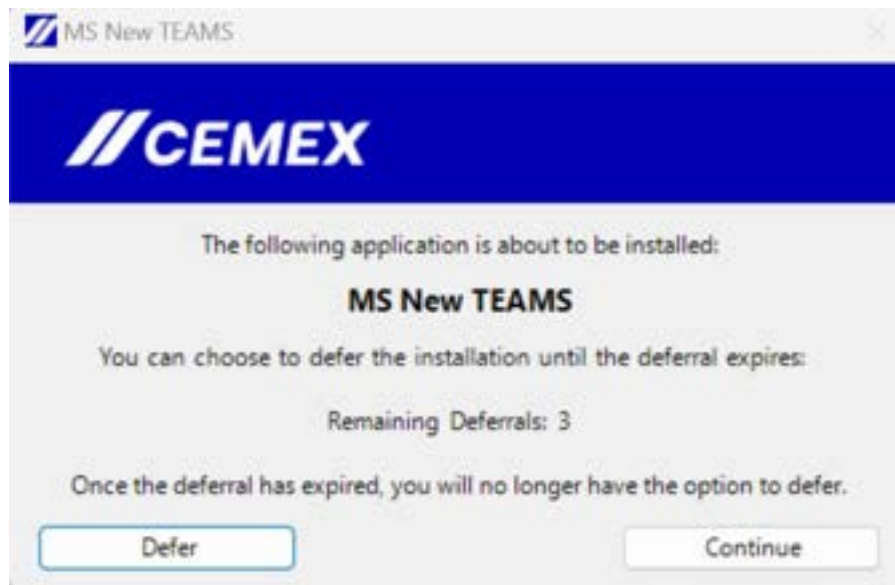 MS New TEAMS
CEMEX
The following application is about to be installed:
MS New TEAMS
You can choose to defer the installation until the deferral expires:
Remaining Deferrals: 3
Once the deferral has expired, you will no longer have the option to defer.
Defer
Continue